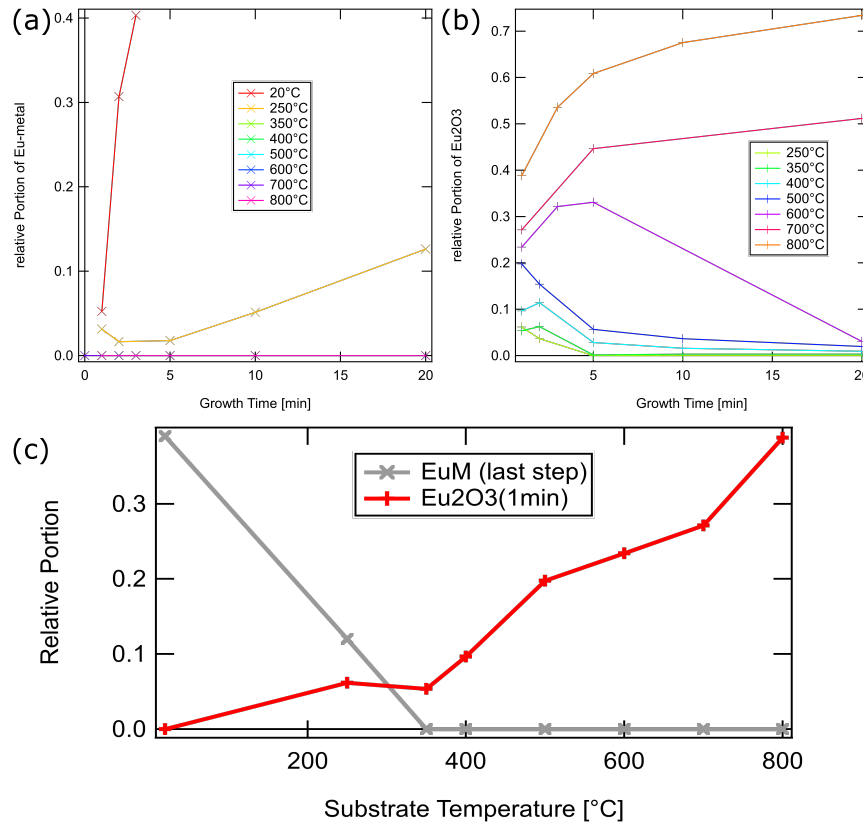 (a)
relative Portion of Eu-metal
0.4
0.3
0.2
0.1
0.0
20°C
250°C
350°C
400°C
500°C
600°C
700°C
800°C
0
5
10
15
20
Growth Time [min]
(b)
relative Portion of Eu2O3
0.7
0.6
0.5
0.4
0.3
0.2
0.1
0.0
250°C
350°C
400°C
500°C
600°C
700°C
800°C
5
10
15
20
Growth Time [min]
(c)
Relative Portion
0.3
0.2
0.1
0.0
EuM (last step)
Eu2O3(1min)
200
400
600
800
Substrate Temperature [°C]